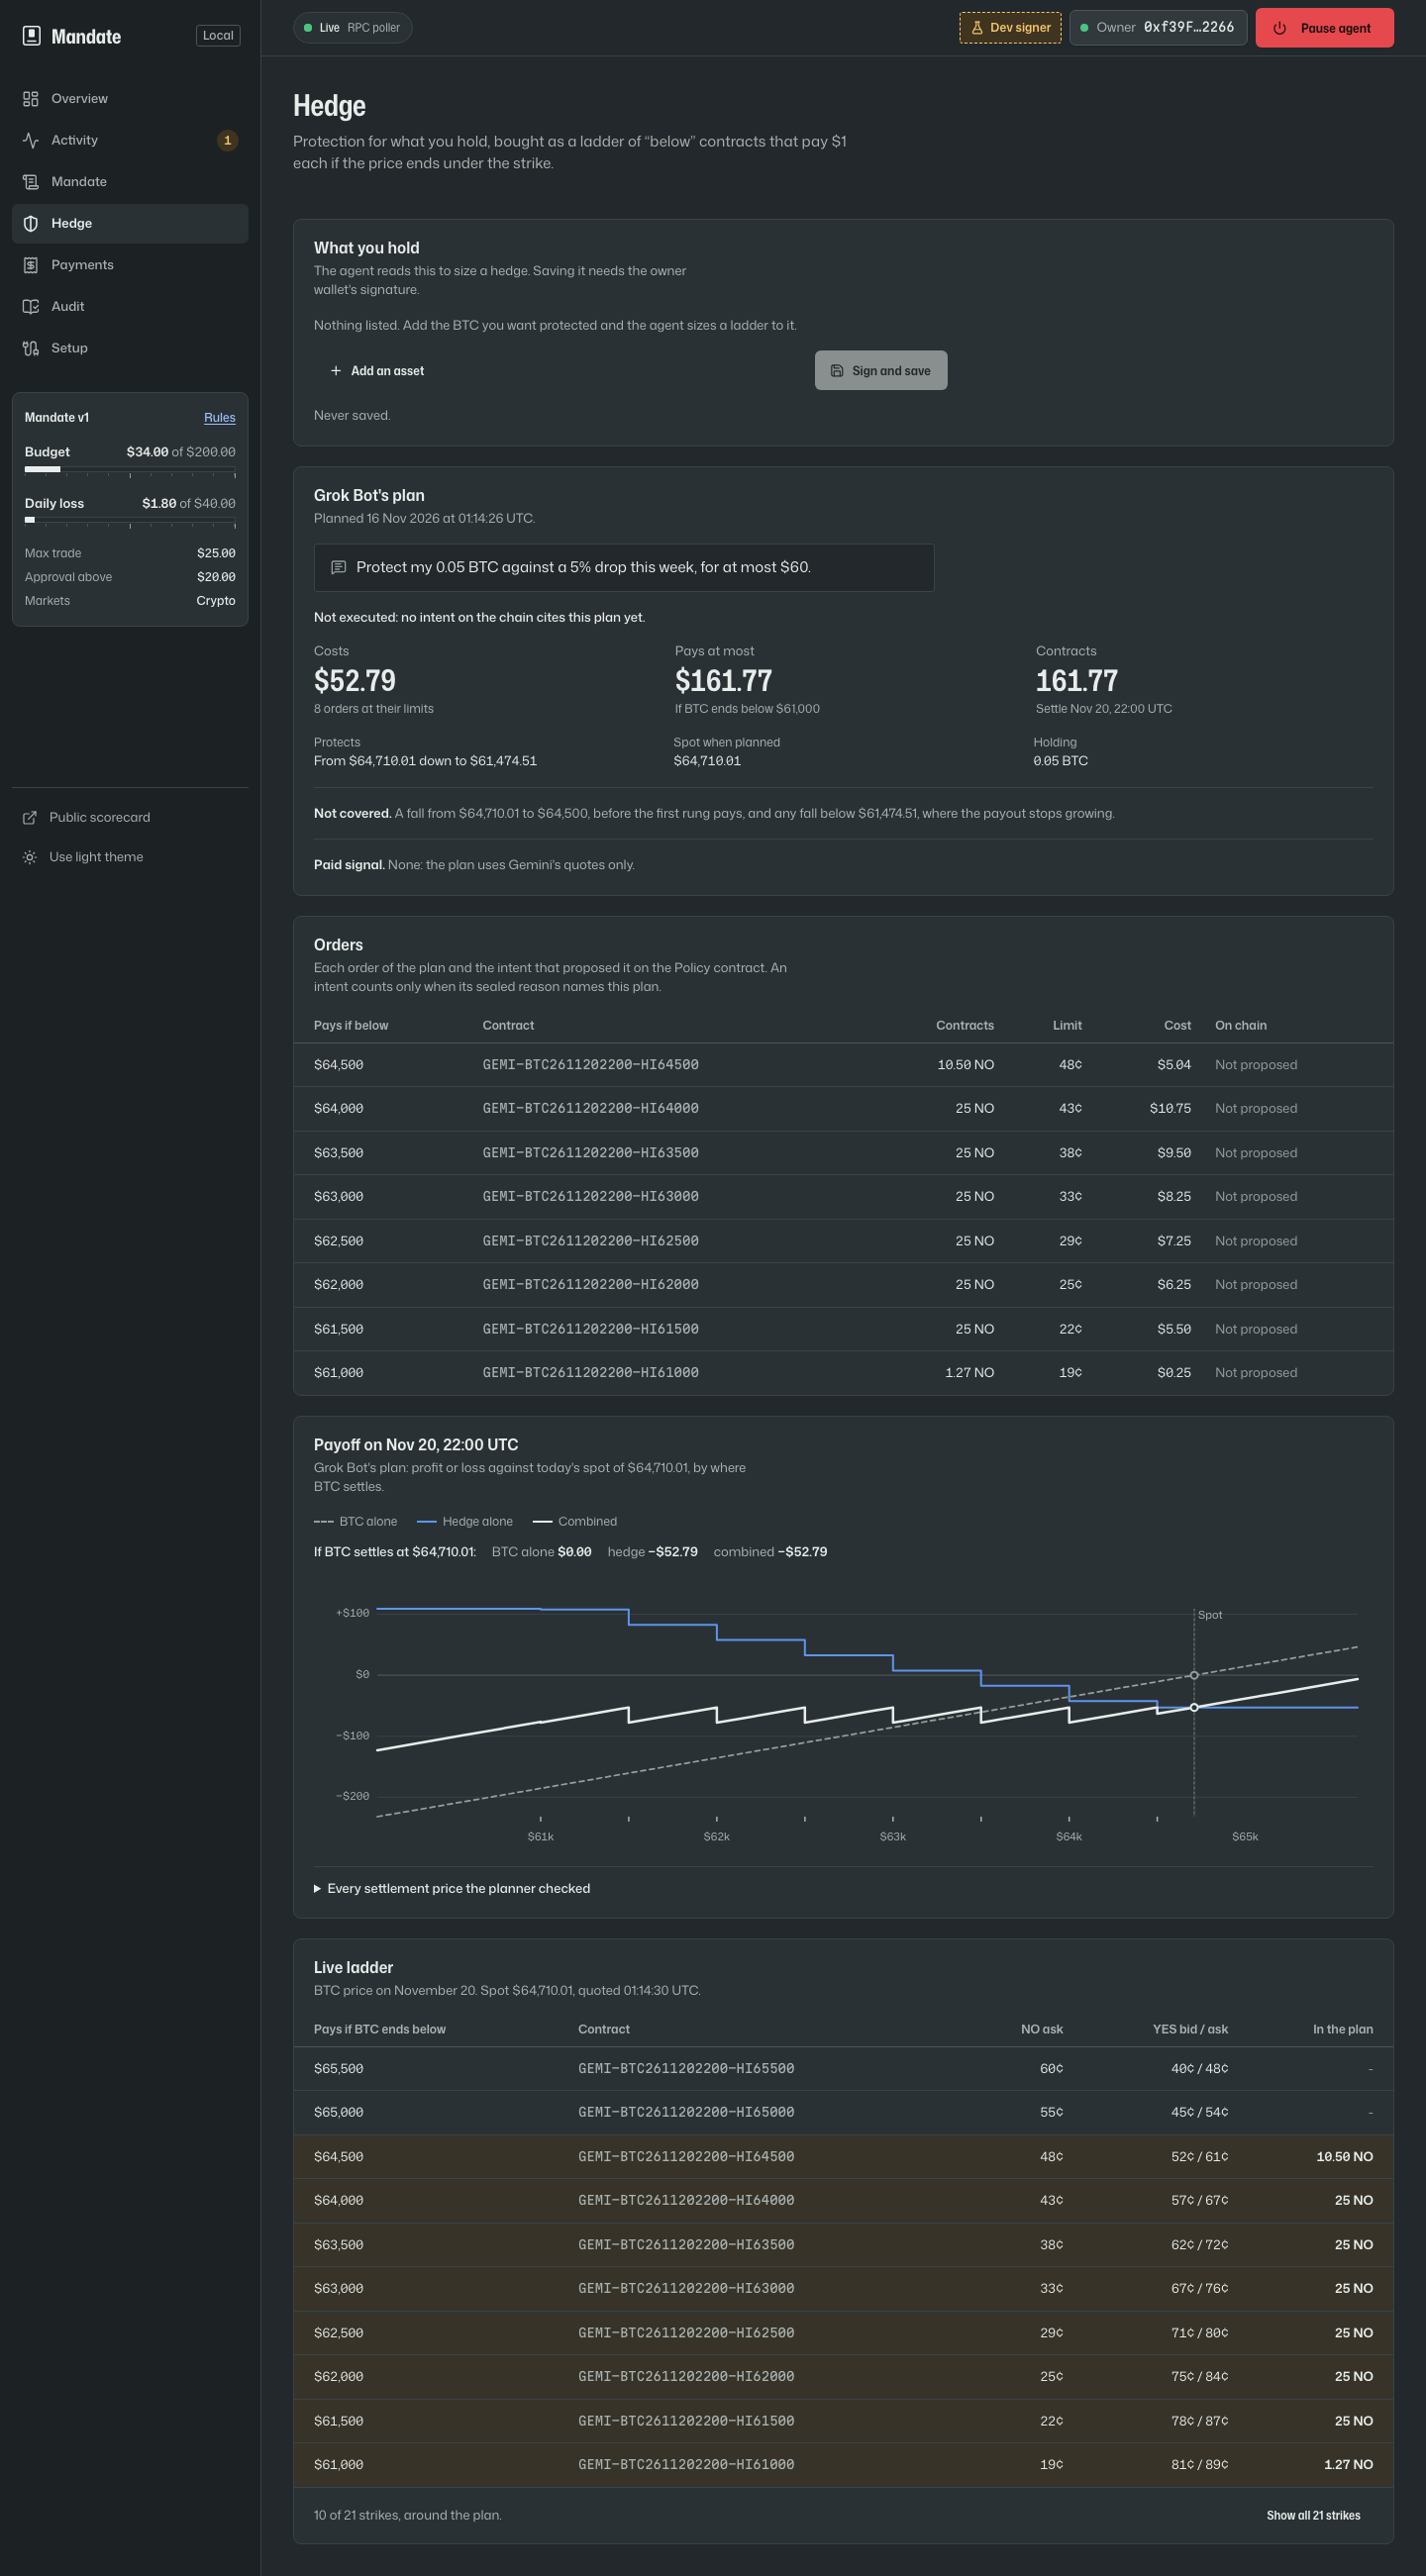 Mandate
Local
Overview
Activity
1
Mandate
Hedge
Payments
Audit
Setup
Mandate v1
Rules
Budget
$34.00 of $200.00
Daily loss
$1.80 of $40.00
Max trade
$25.00
Approval above
$20.00
Markets
Crypto
Public scorecard
Use light theme
Live RPC poller
Dev signer
Owner 0xf39F…2266
Pause agent
Hedge
Protection for what you hold, bought as a ladder of “below” contracts that pay $1
each if the price ends under the strike.
What you hold
The agent reads this to size a hedge. Saving it needs the owner
wallet's signature.
Nothing listed. Add the BTC you want protected and the agent sizes a ladder to it.
Add an asset
Sign and save
Never saved.
Grok Bot's plan
Planned 16 Nov 2026 at 01:14:26 UTC.
Protect my 0.05 BTC against a 5% drop this week, for at most $60.
Not executed: no intent on the chain cites this plan yet.
Costs
$52.79
8 orders at their limits
Pays at most
$161.77
If BTC ends below $61,000
Contracts
161.77
Settle Nov 20, 22:00 UTC
Protects
From $64,710.01 down to $61,474.51
Spot when planned
$64,710.01
Holding
0.05 BTC
Not covered. A fall from $64,710.01 to $64,500, before the first rung pays, and any fall below $61,474.51, where the payout stops growing.
Paid signal. None: the plan uses Gemini's quotes only.
Orders
Each order of the plan and the intent that proposed it on the Policy contract. An
intent counts only when its sealed reason names this plan.
Pays if below Contract Contracts Limit Cost On chain
$64,500 GEMI-BTC2611202200-HI64500 10.50 NO 48¢ $5.04 Not proposed
$64,000 GEMI-BTC2611202200-HI64000 25 NO 43¢ $10.75 Not proposed
$63,500 GEMI-BTC2611202200-HI63500 25 NO 38¢ $9.50 Not proposed
$63,000 GEMI-BTC2611202200-HI63000 25 NO 33¢ $8.25 Not proposed
$62,500 GEMI-BTC2611202200-HI62500 25 NO 29¢ $7.25 Not proposed
$62,000 GEMI-BTC2611202200-HI62000 25 NO 25¢ $6.25 Not proposed
$61,500 GEMI-BTC2611202200-HI61500 25 NO 22¢ $5.50 Not proposed
$61,000 GEMI-BTC2611202200-HI61000 1.27 NO 19¢ $0.25 Not proposed
Payoff on Nov 20, 22:00 UTC
Grok Bot's plan: profit or loss against today's spot of $64,710.01, by where
BTC settles.
BTC alone Hedge alone Combined
If BTC settles at $64,710.01: BTC alone $0.00 hedge −$52.79 combined −$52.79
+$100
Spot
$0
−$100
−$200
$61k $62k $63k $64k $65k
Every settlement price the planner checked
Live ladder
BTC price on November 20. Spot $64,710.01, quoted 01:14:30 UTC.
Pays if BTC ends below Contract NO ask YES bid / ask In the plan
$65,500 GEMI-BTC2611202200-HI65500 60¢ 40¢ / 48¢ -
$65,000 GEMI-BTC2611202200-HI65000 55¢ 45¢ / 54¢ -
$64,500 GEMI-BTC2611202200-HI64500 48¢ 52¢ / 61¢ 10.50 NO
$64,000 GEMI-BTC2611202200-HI64000 43¢ 57¢ / 67¢ 25 NO
$63,500 GEMI-BTC2611202200-HI63500 38¢ 62¢ / 72¢ 25 NO
$63,000 GEMI-BTC2611202200-HI63000 33¢ 67¢ / 76¢ 25 NO
$62,500 GEMI-BTC2611202200-HI62500 29¢ 71¢ / 80¢ 25 NO
$62,000 GEMI-BTC2611202200-HI62000 25¢ 75¢ / 84¢ 25 NO
$61,500 GEMI-BTC2611202200-HI61500 22¢ 78¢ / 87¢ 25 NO
$61,000 GEMI-BTC2611202200-HI61000 19¢ 81¢ / 89¢ 1.27 NO
10 of 21 strikes, around the plan.
Show all 21 strikes